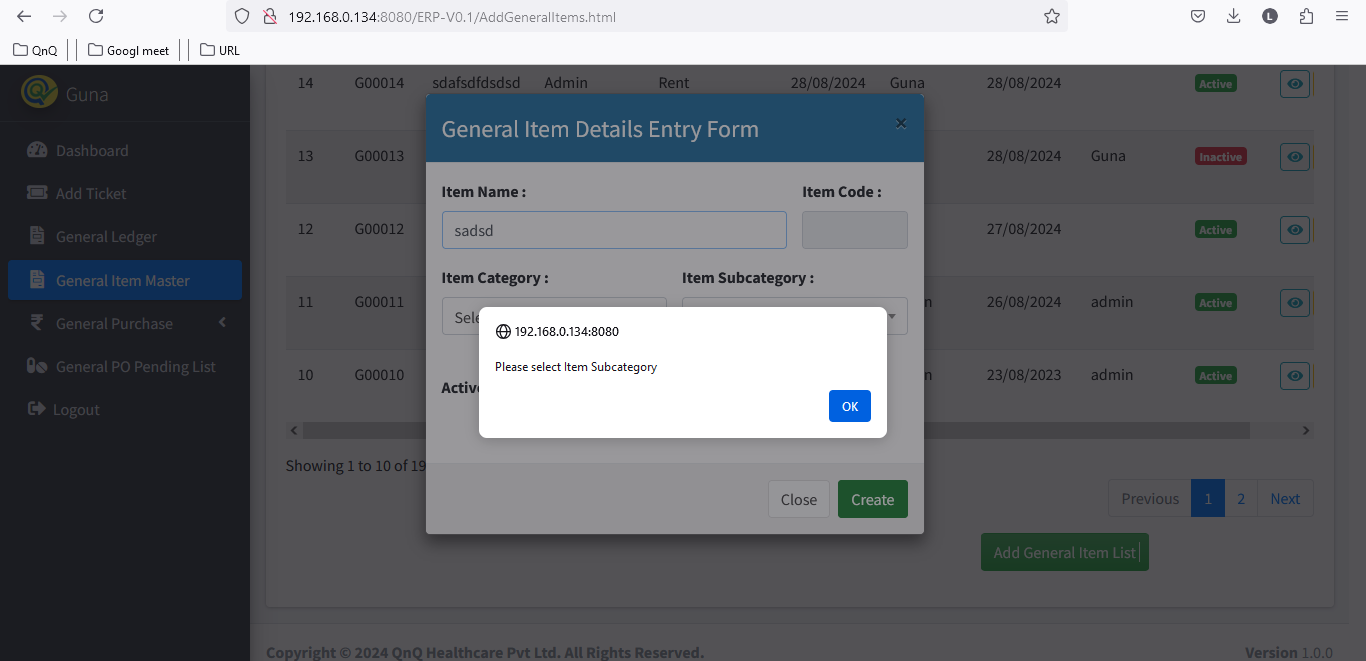 192.168.0.134:8080/ERP-V0.1/AddGeneralItems.html
L
QnQ
Googl meet
URL
Guna
Dashboard
Add Ticket
General Ledger
General Item Master
General Purchase
General PO Pending List
Logout
14 G00014 sdafsdfdsdsd Admin Rent 28/08/2024 Guna 28/08/2024 Active
13 G00013 28/08/2024 Guna Inactive
12 G00012 27/08/2024 Active
11 G00011 26/08/2024 admin Active
10 G00010 23/08/2023 admin Active
General Item Details Entry Form ×
Item Name : Item Code :
sadsd
Item Category : Item Subcategory :
192.168.0.134:8080
Please select Item Subcategory
OK
Showing 1 to 10 of 19
Close Create
Previous 1 2 Next
Add General Item List
Copyright © 2024 QnQ Healthcare Pvt Ltd. All Rights Reserved. Version 1.0.0